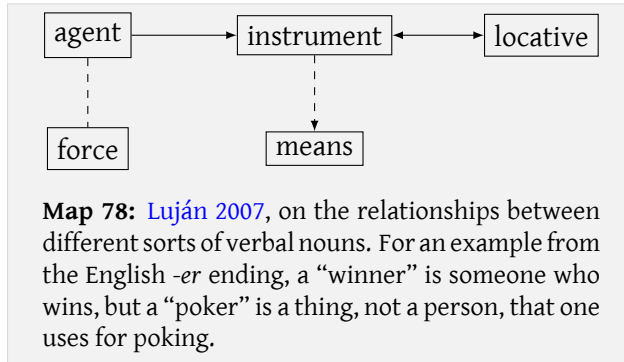 agent instrument locative
force means
Map 78: Luján 2007, on the relationships between
different sorts of verbal nouns. For an example from
the English -er ending, a “winner” is someone who
wins, but a “poker” is a thing, not a person, that one
uses for poking.